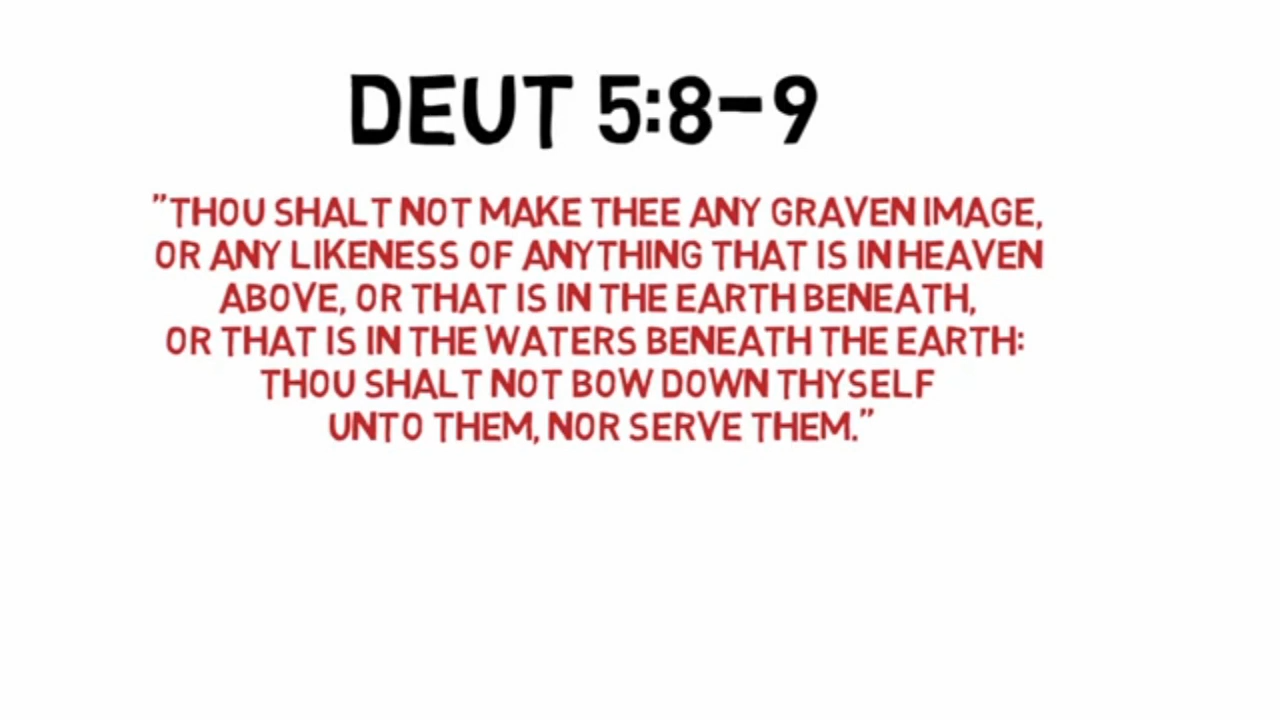 DEUT 5:8-9
"THOU SHALT NOT MAKE THEE ANY GRAVEN IMAGE,
OR ANY LIKENESS OF ANYTHING THAT IS IN HEAVEN
ABOVE, OR THAT IS IN THE EARTH BENEATH,
OR THAT IS IN THE WATERS BENEATH THE EARTH:
THOU SHALT NOT BOW DOWN THYSELF
UNTO THEM, NOR SERVE THEM."